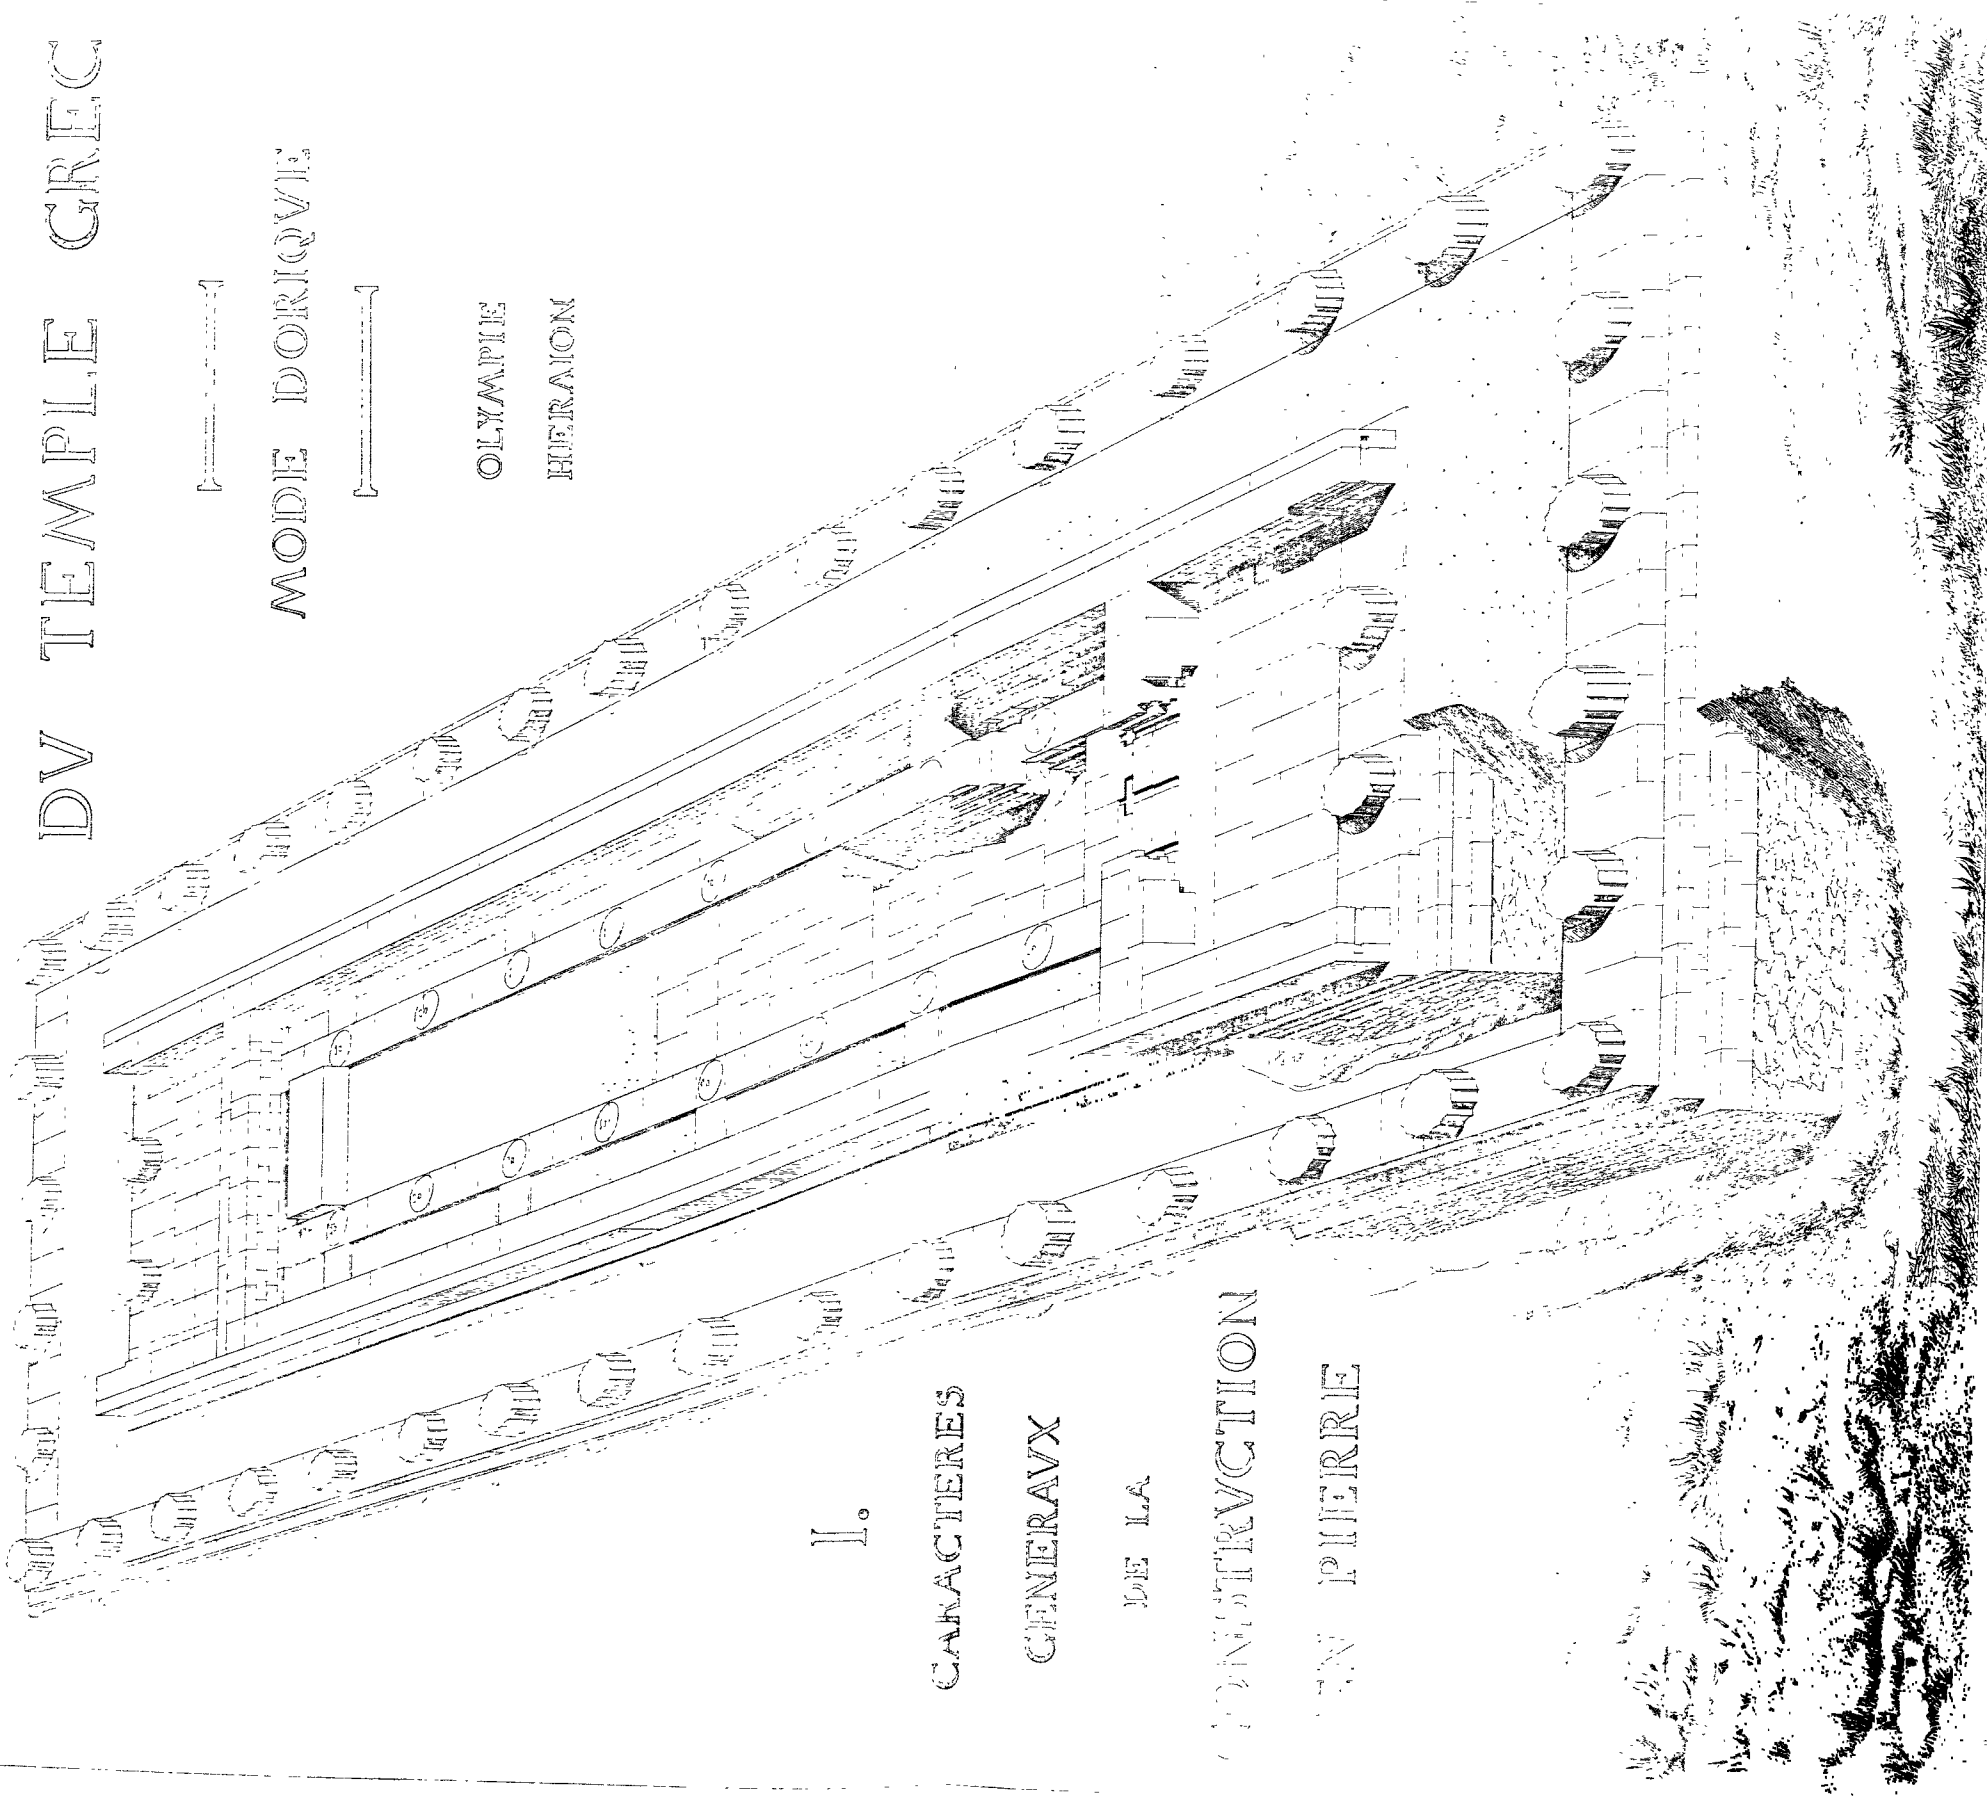 DV TEMPLE GREC
MODE DORIQVE
OLYMPIE
HERAION
I.
CARACTERES
GENERAVX
DE LA
CONSTRVCTION
EN PIERRE